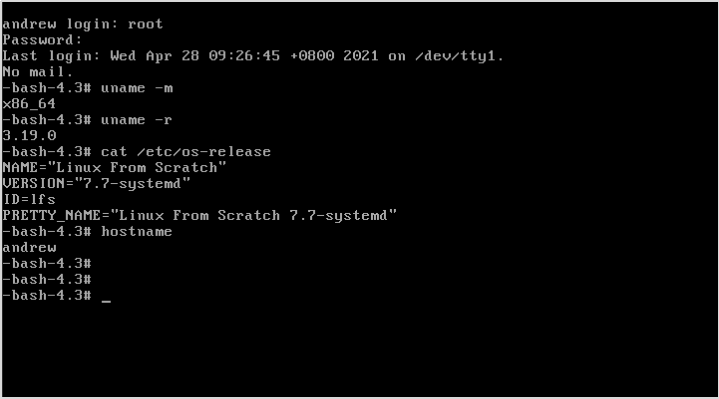 andrew login: root
Password:
Last login: Wed Apr 28 09:26:45 +0800 2021 on /dev/tty1.
No mail.
-bash-4.3# uname -m
x86_64
-bash-4.3# uname -r
3.19.0
-bash-4.3# cat /etc/os-release
NAME="Linux From Scratch"
VERSION="7.7-systemd"
ID=lfs
PRETTY_NAME="Linux From Scratch 7.7-systemd"
-bash-4.3# hostname
andrew
-bash-4.3#
-bash-4.3#
-bash-4.3# _